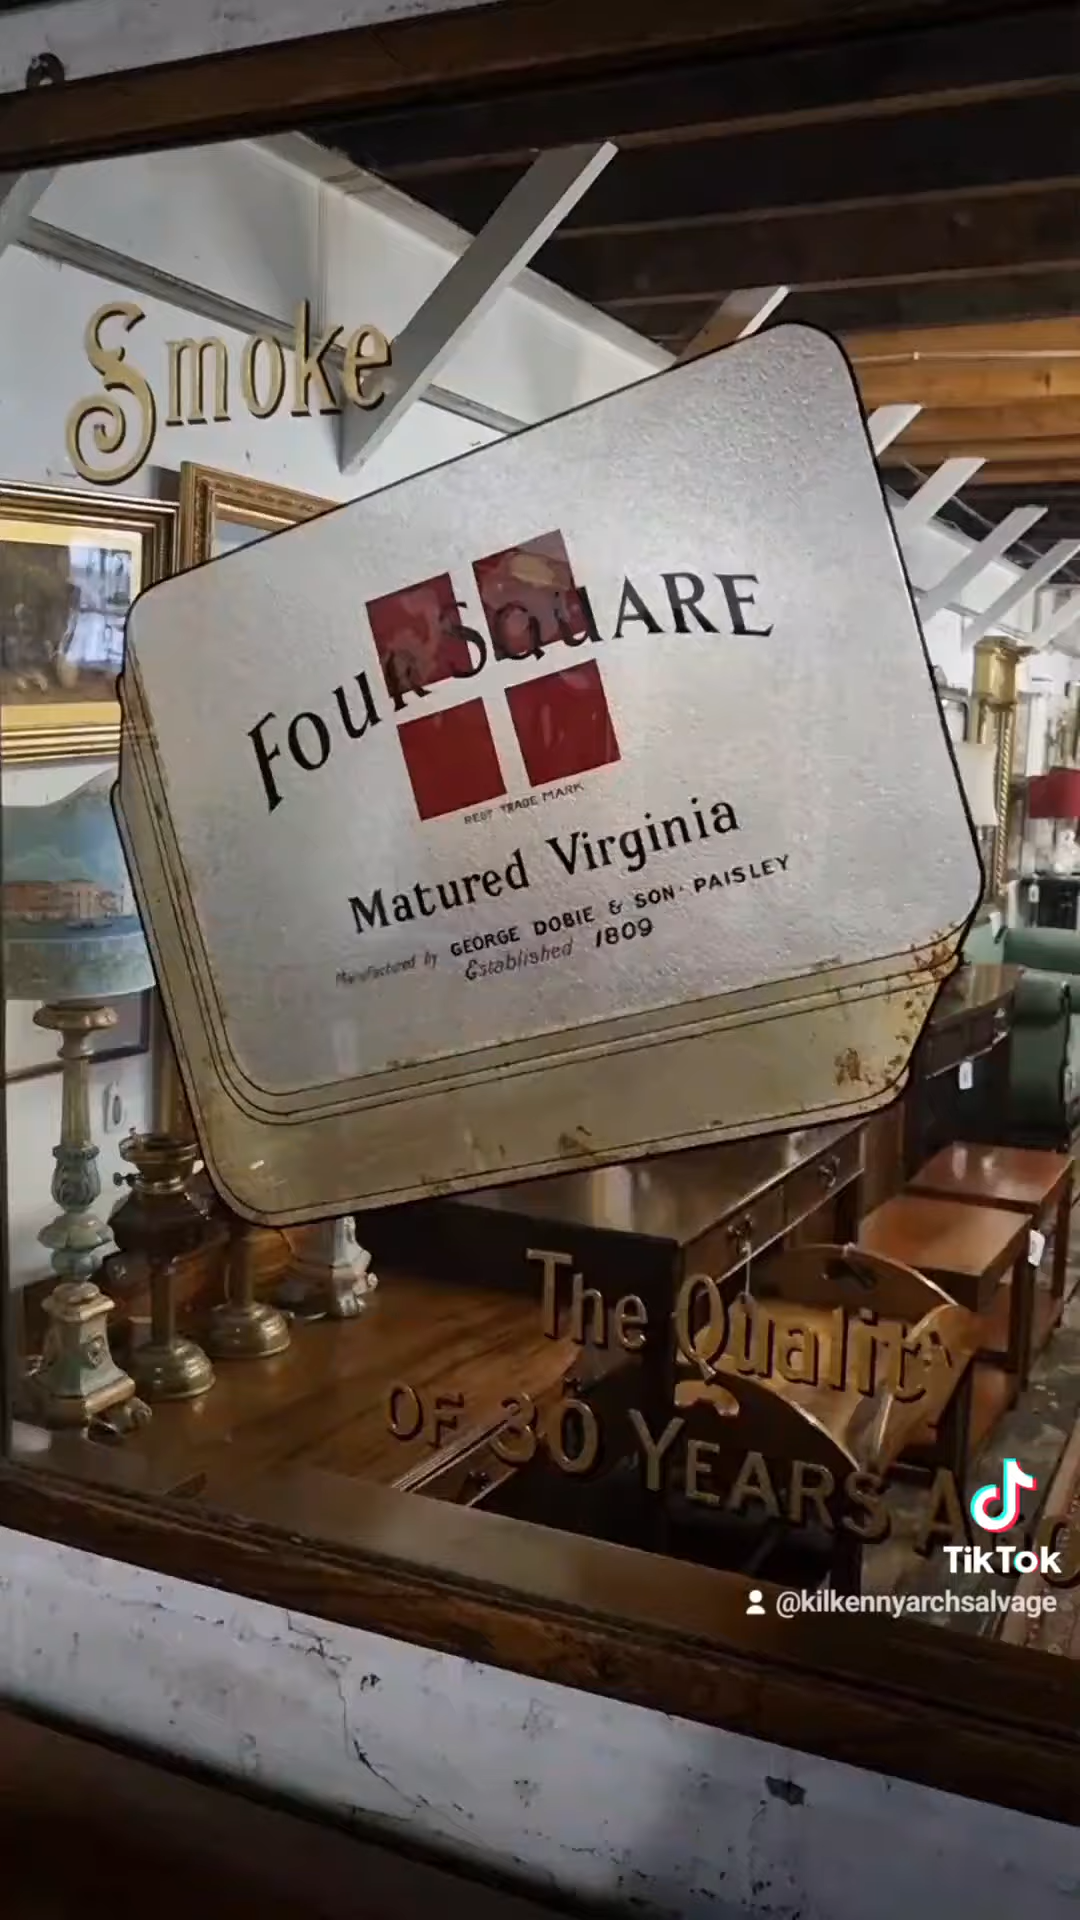 Smoke
FOUR SQUARE
REGD TRADE MARK
Matured Virginia
Manufactured by GEORGE DOBIE & SON · PAISLEY
Established 1809
The Quality
OF 30 YEARS AGO
TikTok
@kilkennyarchsalvage